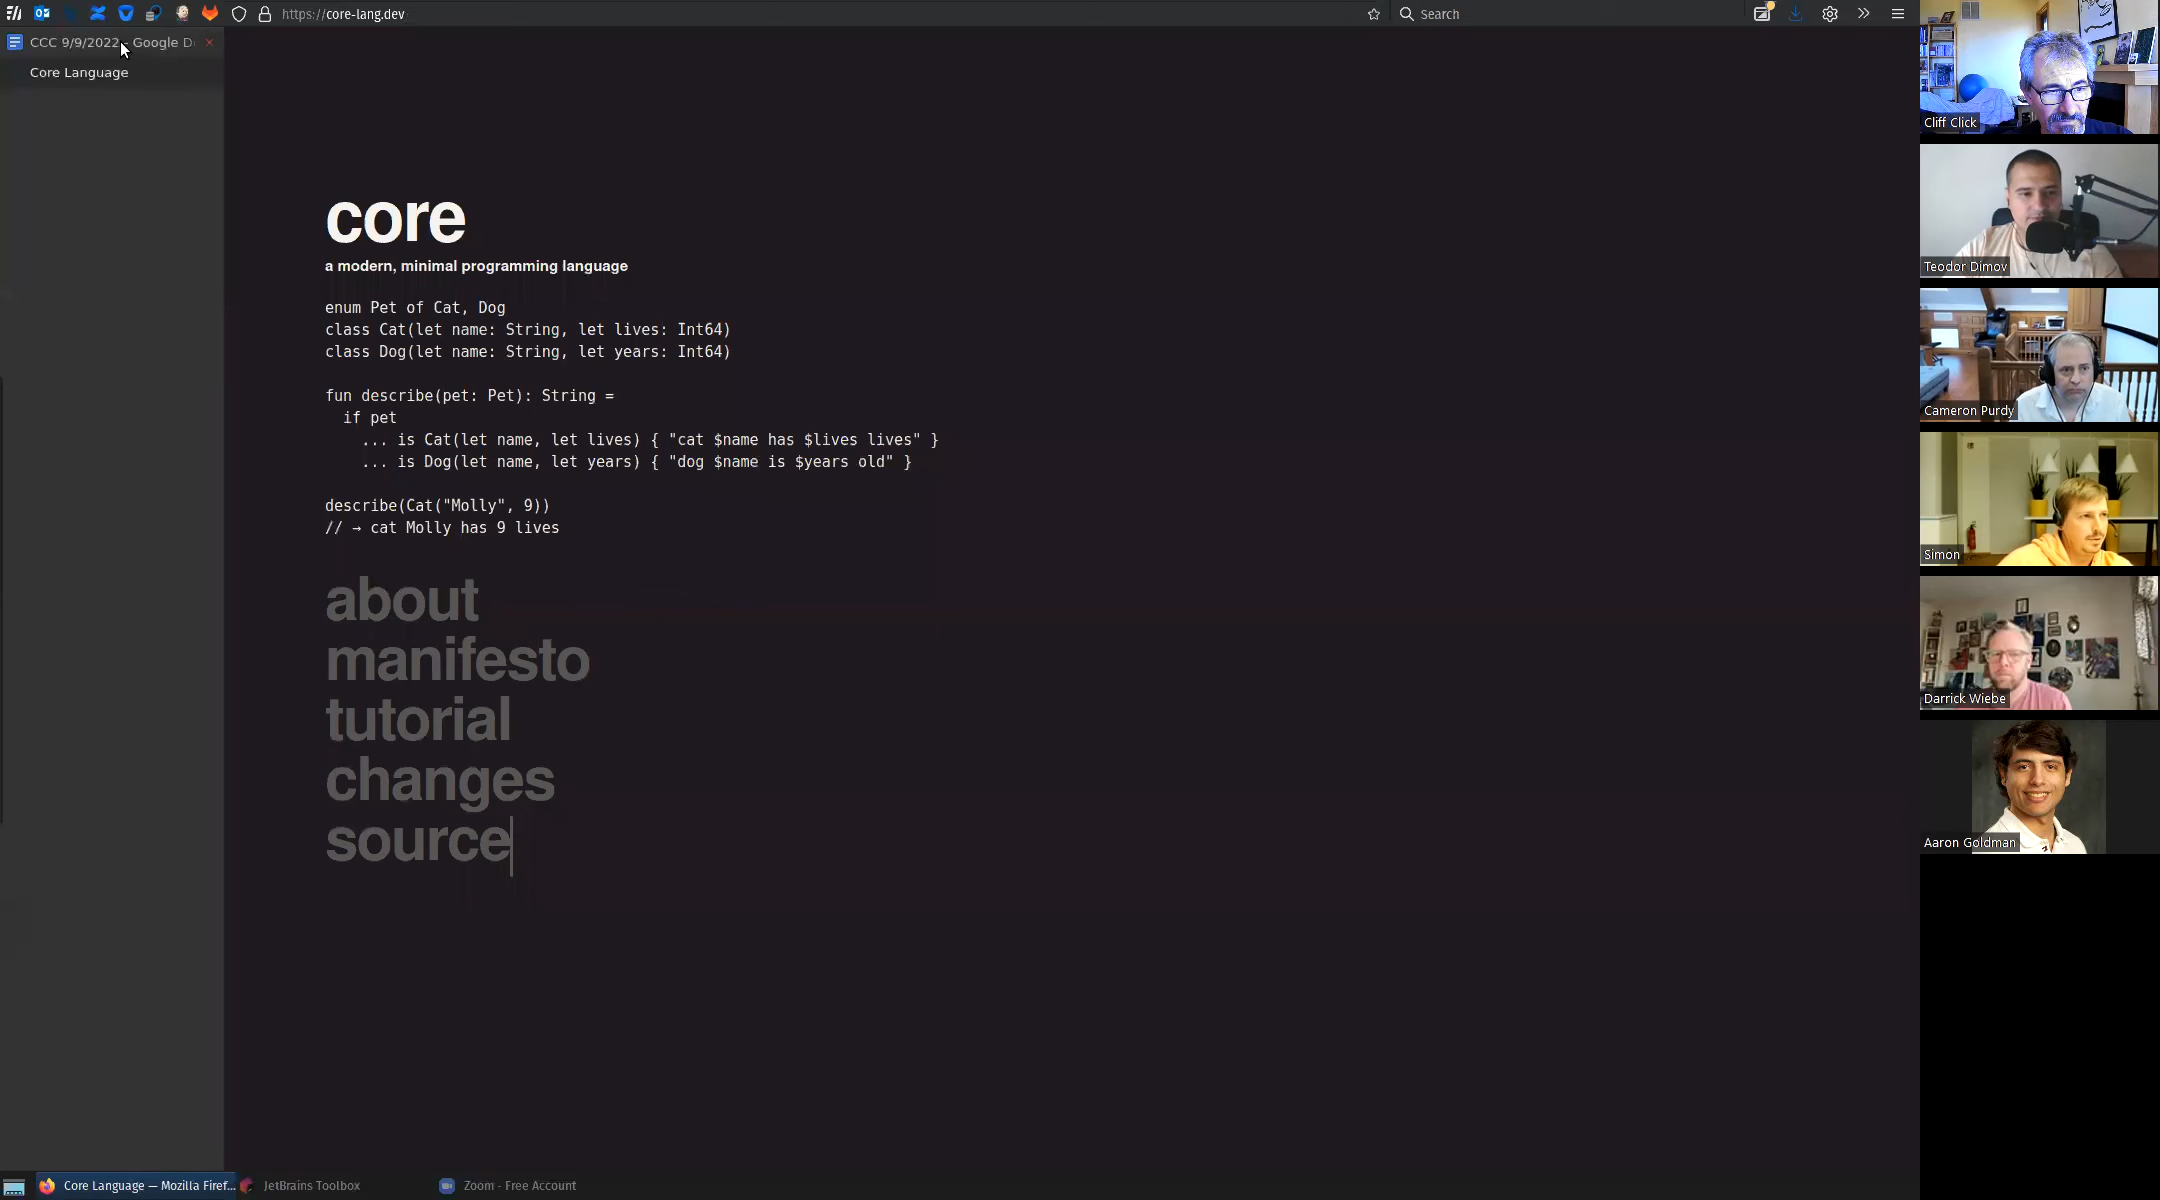 https://core-lang.dev
Search
CCC 9/9/2022 - Google D
Core Language
core
a modern, minimal programming language
enum Pet of Cat, Dog
class Cat(let name: String, let lives: Int64)
class Dog(let name: String, let years: Int64)
fun describe(pet: Pet): String =
if pet
... is Cat(let name, let lives) { "cat $name has $lives lives" }
... is Dog(let name, let years) { "dog $name is $years old" }
describe(Cat("Molly", 9))
// → cat Molly has 9 lives
about
manifesto
tutorial
changes
source
Cliff Click
Teodor Dimov
Cameron Purdy
Simon
Darrick Wiebe
Aaron Goldman
Core Language — Mozilla Firef...
JetBrains Toolbox
Zoom - Free Account